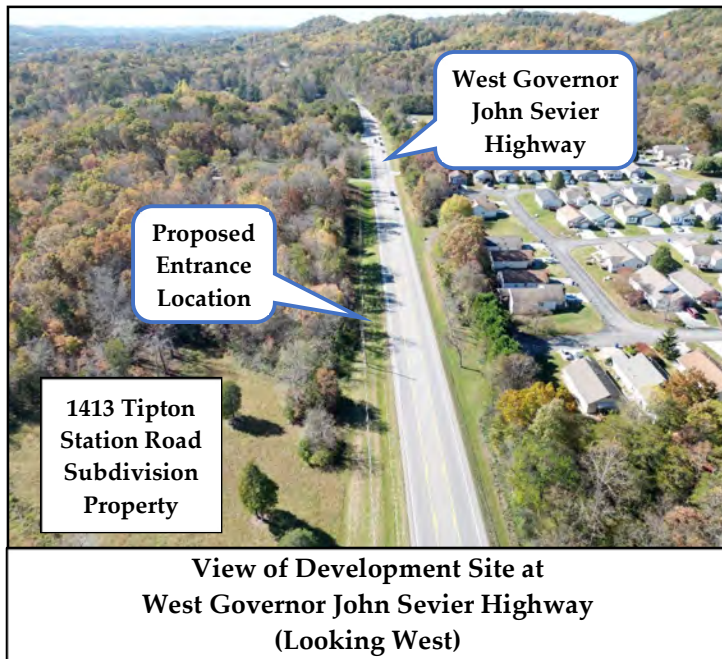 West Governor
John Sevier
Highway
Proposed
Entrance
Location
1413 Tipton
Station Road
Subdivision
Property
View of Development Site at
West Governor John Sevier Highway
(Looking West)